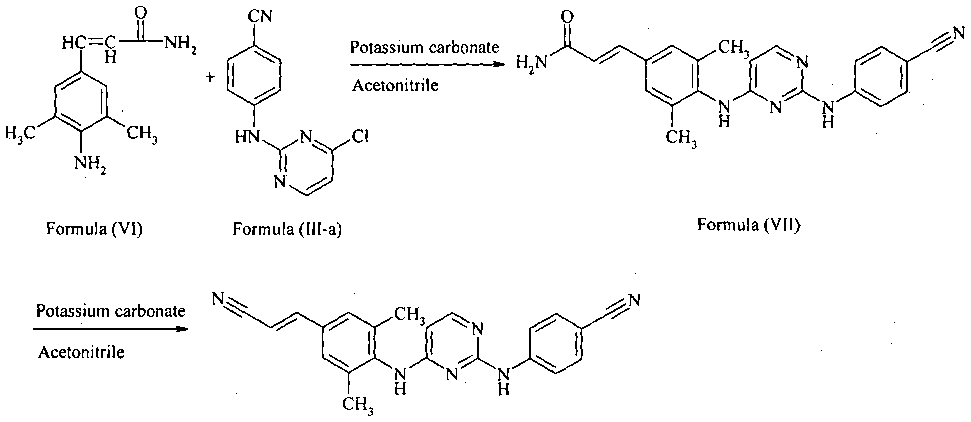 O
H
C=C
H
NH2
H3C
CH3
NH2
Formula (VI)
+
CN
HN
N
Cl
N
Formula (III-a)
Potassium carbonate
Acetonitrile
O
H2N
CH3
N
N
H
N
N
H
N
CH3
Formula (VII)
Potassium carbonate
Acetonitrile
N
CH3
N
N
H
N
N
H
N
CH3